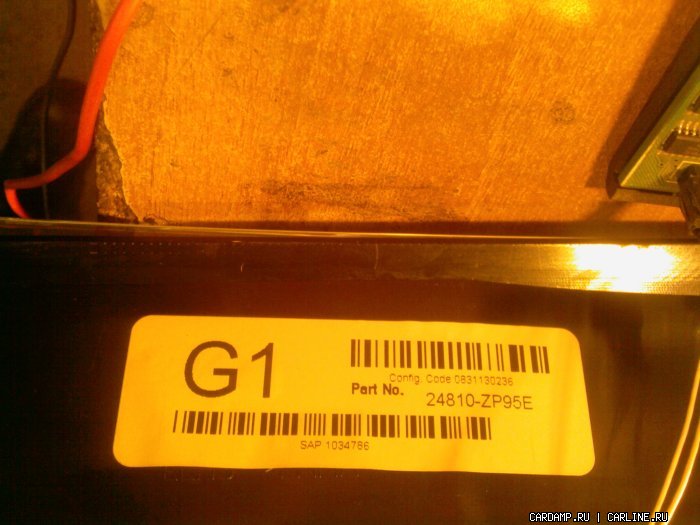 G1
Config. Code 0831130236
Part No. 24810-ZP95E
SAP 1034786
CARDAMP.RU | CARLINE.RU